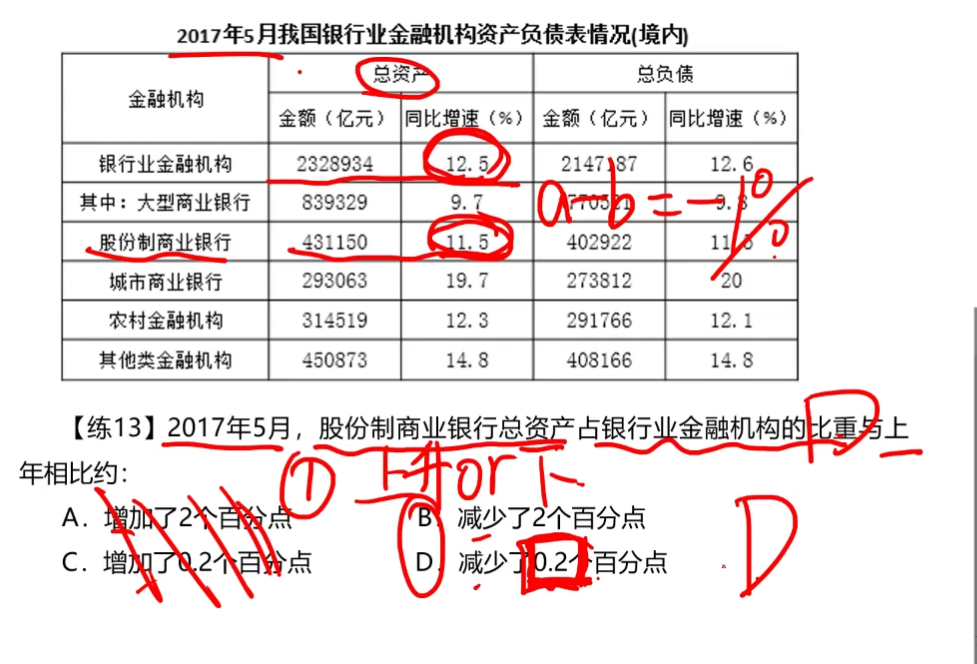 2017年5月我国银行业金融机构资产负债表情况(境内)
金融机构 总资产 总负债
金额（亿元） 同比增速（%） 金额（亿元） 同比增速（%）
银行业金融机构 2328934 12.5 2147187 12.6
其中：大型商业银行 839329 9.7 9.8
a-b=-1%
股份制商业银行 431150 11.5 402922
城市商业银行 293063 19.7 273812 20
农村金融机构 314519 12.3 291766 12.1
其他类金融机构 450873 14.8 408166 14.8
【练13】2017年5月，股份制商业银行总资产占银行业金融机构的比重与上
D
年相比约：
① 上升or下
A. 增加了2个百分点 B. 减少了2个百分点
C. 增加了0.2个百分点 D. 减少了0.2个百分点
D